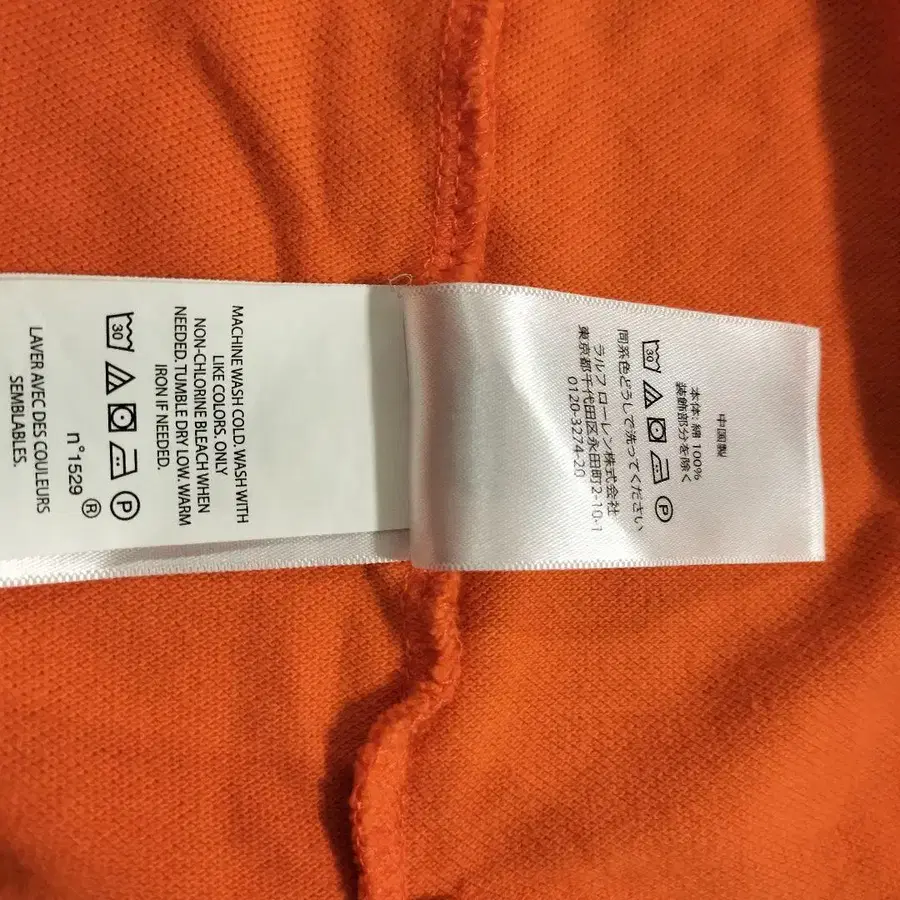 MACHINE WASH COLD. WASH WITH
LIKE COLORS. ONLY
NON-CHLORINE BLEACH WHEN
NEEDED. TUMBLE DRY LOW. WARM
IRON IF NEEDED.
30
P
n°1529 ®
LAVER AVEC DES COULEURS
SEMBLABLES.
中国製
本体: 綿 100%
装飾部分を除く
30
P
同系色どうしで洗ってください
ラルフ ローレン株式会社
東京都千代田区永田町2-10-1
0120-3274-20